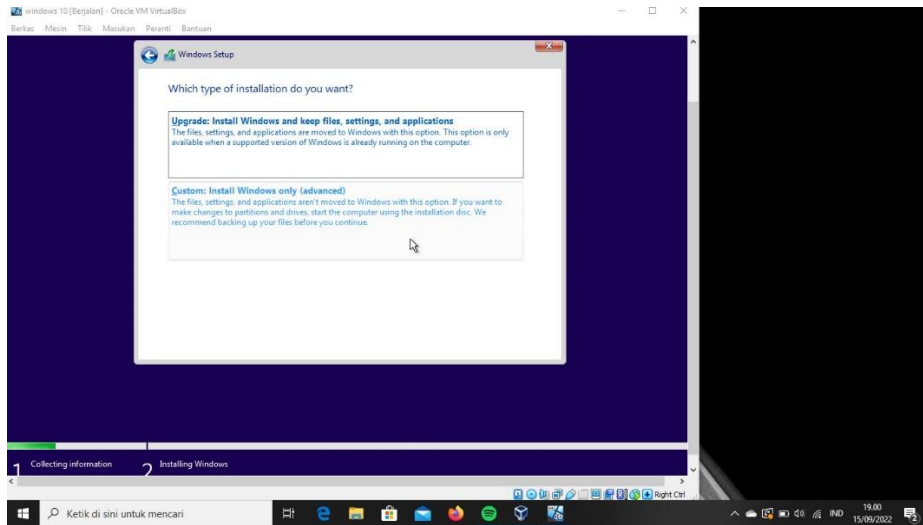 windows 10 [Berjalan] - Oracle VM VirtualBox
Berkas Mesin Tilik Masukan Peranti Bantuan
Windows Setup
Which type of installation do you want?
Upgrade: Install Windows and keep files, settings, and applications
The files, settings, and applications are moved to Windows with this option. This option is only
available when a supported version of Windows is already running on the computer.
Custom: Install Windows only (advanced)
The files, settings, and applications aren't moved to Windows with this option. If you want to
make changes to partitions and drives, start the computer using the installation disc. We
recommend backing up your files before you continue.
1 Collecting information 2 Installing Windows
Right Ctrl
Ketik di sini untuk mencari
IND
19.00
15/09/2022